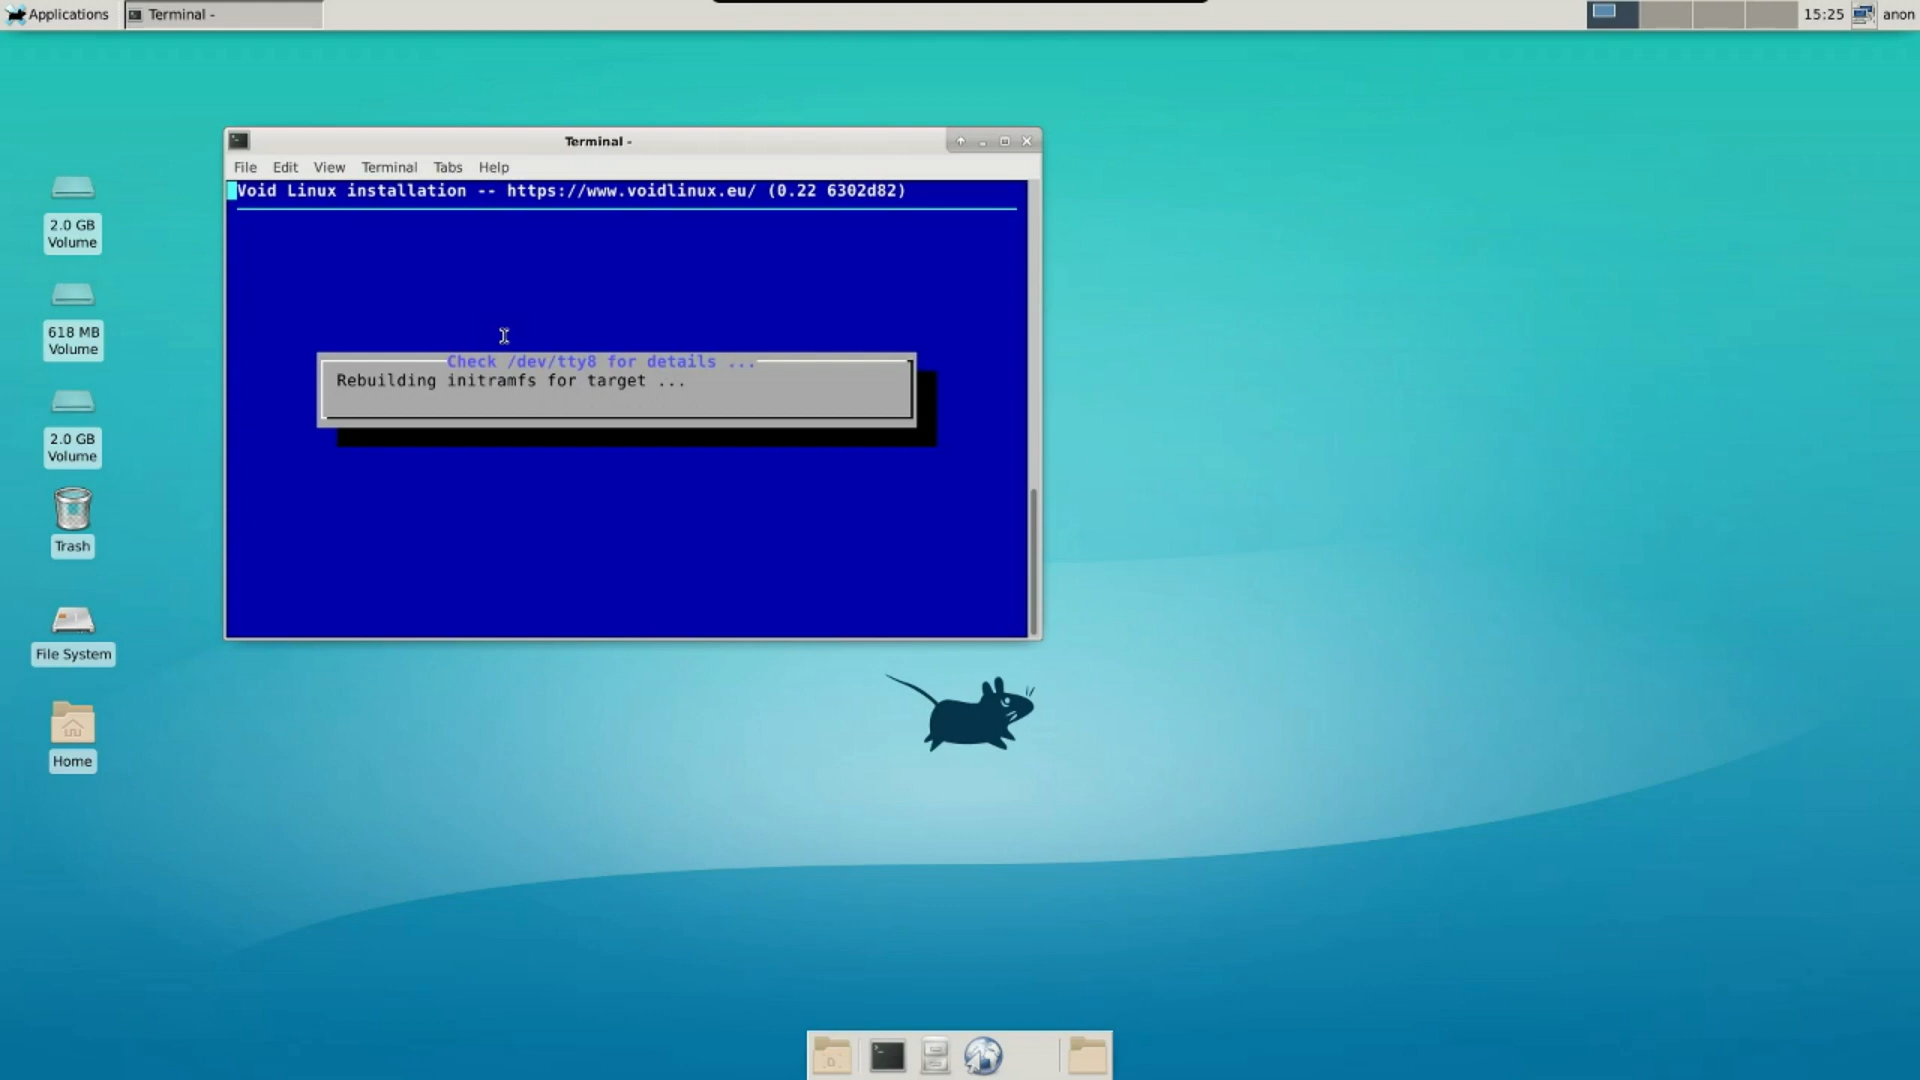 Applications
Terminal -
15:25
anon
Terminal -
File Edit View Terminal Tabs Help
Void Linux installation -- https://www.voidlinux.eu/ (0.22 6302d82)
Check /dev/tty8 for details ...
Rebuilding initramfs for target ...
2.0 GB
Volume
618 MB
Volume
2.0 GB
Volume
Trash
File System
Home